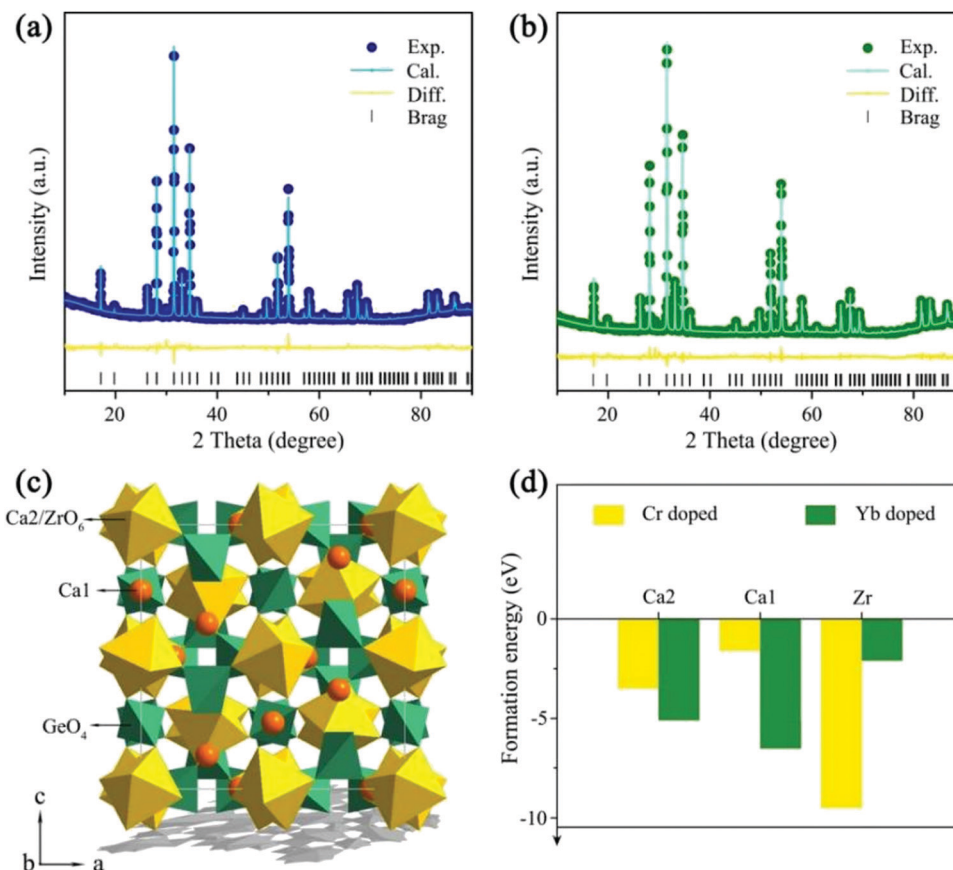 (a)
Exp.
Cal.
Diff.
Brag
Intensity (a.u.)
20 40 60 80
2 Theta (degree)
(b)
Exp.
Cal.
Diff.
Brag
Intensity (a.u.)
20 40 60 80
2 Theta (degree)
(c)
Ca2/ZrO₆
Ca1
GeO₄
c
b a
(d)
Cr doped Yb doped
Ca2 Ca1 Zr
Formation energy (eV)
0
-5
-10